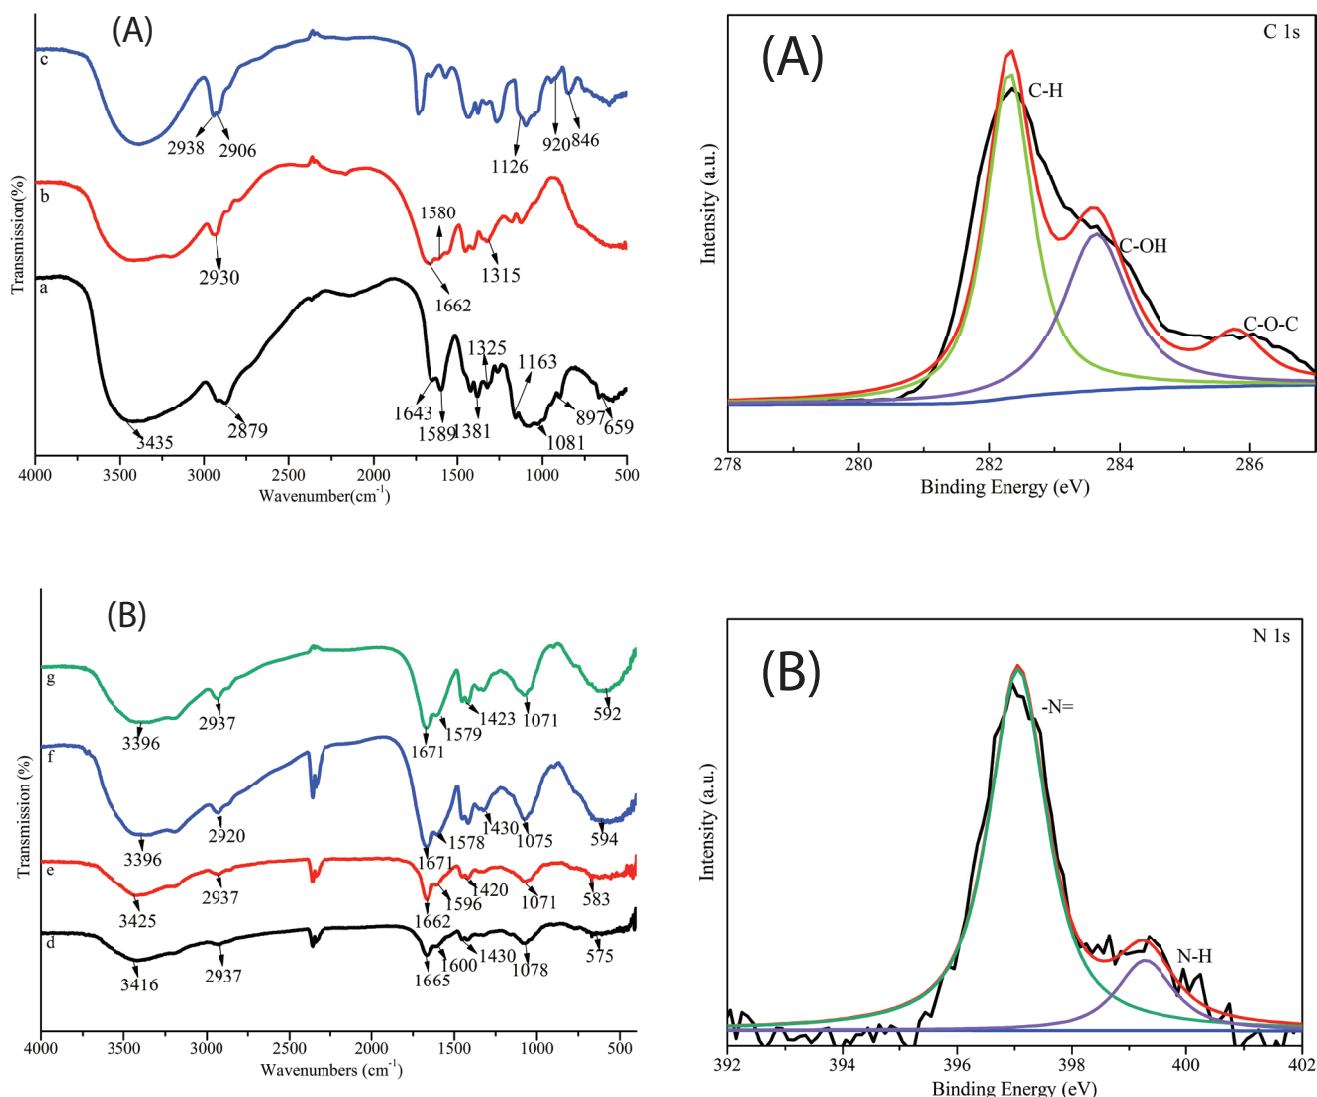 (A)
c
2938
2906
1126
920
846
b
1580
2930
1315
1662
a
1325
1163
1643
1589
1381
1081
897
659
3435
2879
Transmission(%)
4000 3500 3000 2500 2000 1500 1000 500
Wavenumber(cm-1)
(A)
C 1s
C-H
C-OH
C-O-C
Intensity (a.u.)
278 280 282 284 286
Binding Energy (eV)
(B)
g
3396
2937
1671
1579
1423
1071
592
f
3396
2920
1671
1578
1430
1075
594
e
3425
2937
1662
1596
1420
1071
583
d
3416
2937
1665
1600
1430
1078
575
Transmission (%)
4000 3500 3000 2500 2000 1500 1000 500
Wavenumbers (cm-1)
(B)
N 1s
-N=
N-H
Intensity (a.u.)
392 394 396 398 400 402
Binding Energy (eV)